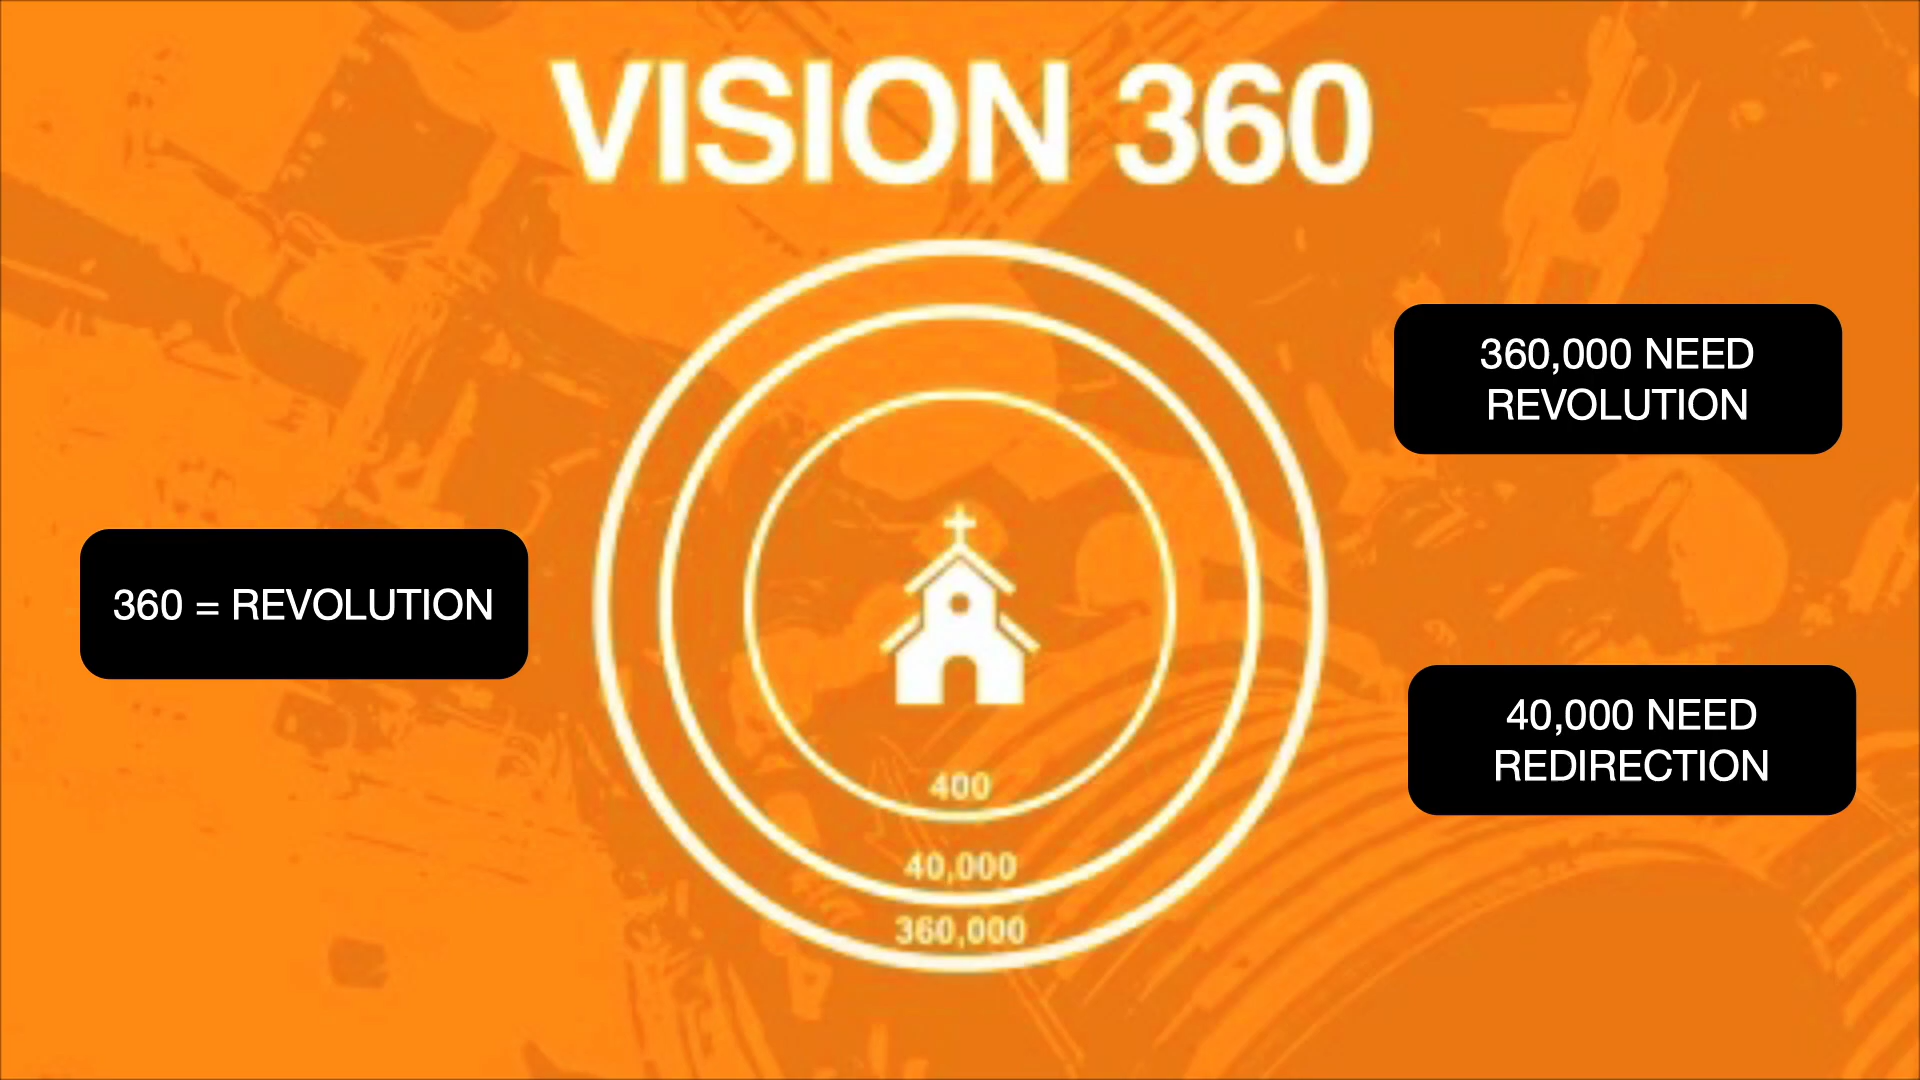 VISION 360
360 = REVOLUTION
360,000 NEED
REVOLUTION
40,000 NEED
REDIRECTION
400
40,000
360,000